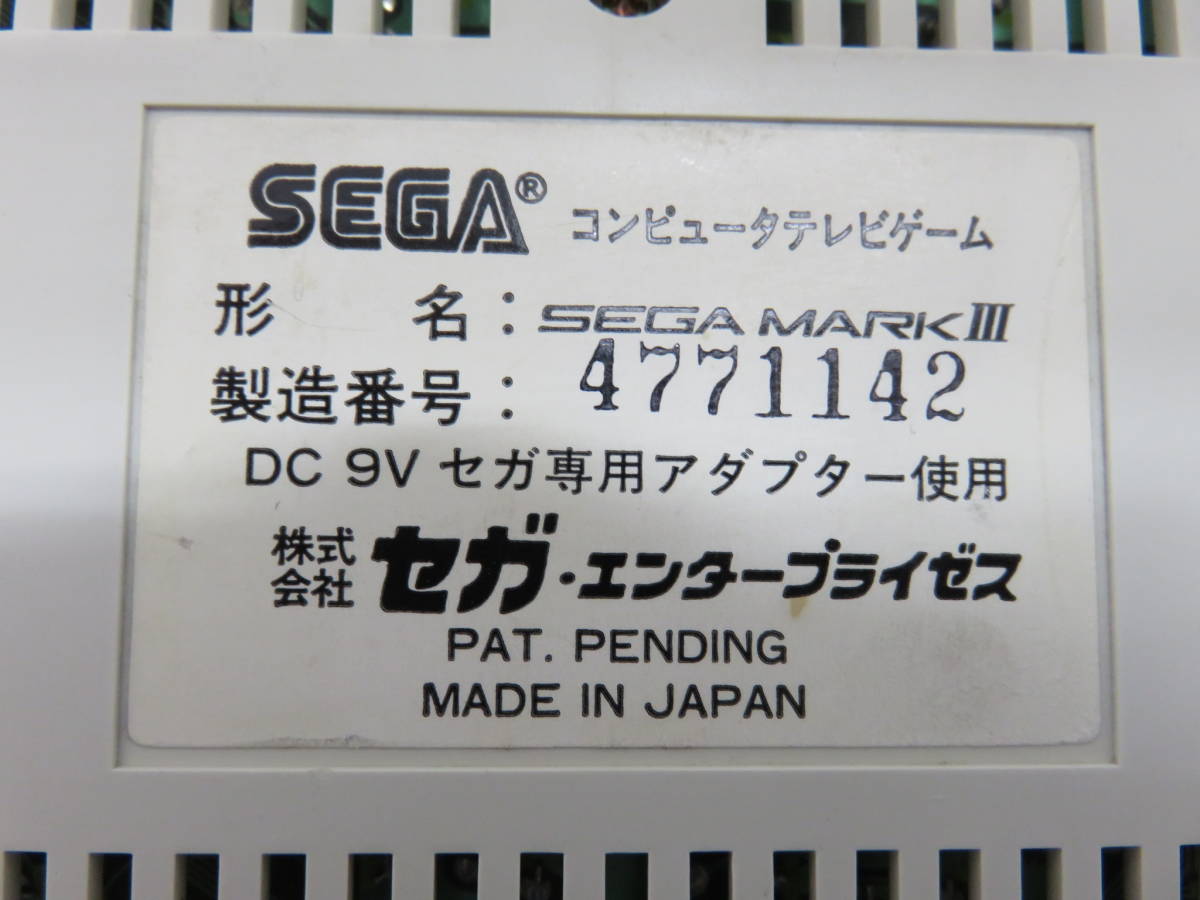 SEGA® コンピュータテレビゲーム
形 名：SEGA MARK III
製造番号：4771142
DC 9V セガ専用アダプター使用
株式会社 セガ・エンタープライゼス
PAT. PENDING
MADE IN JAPAN